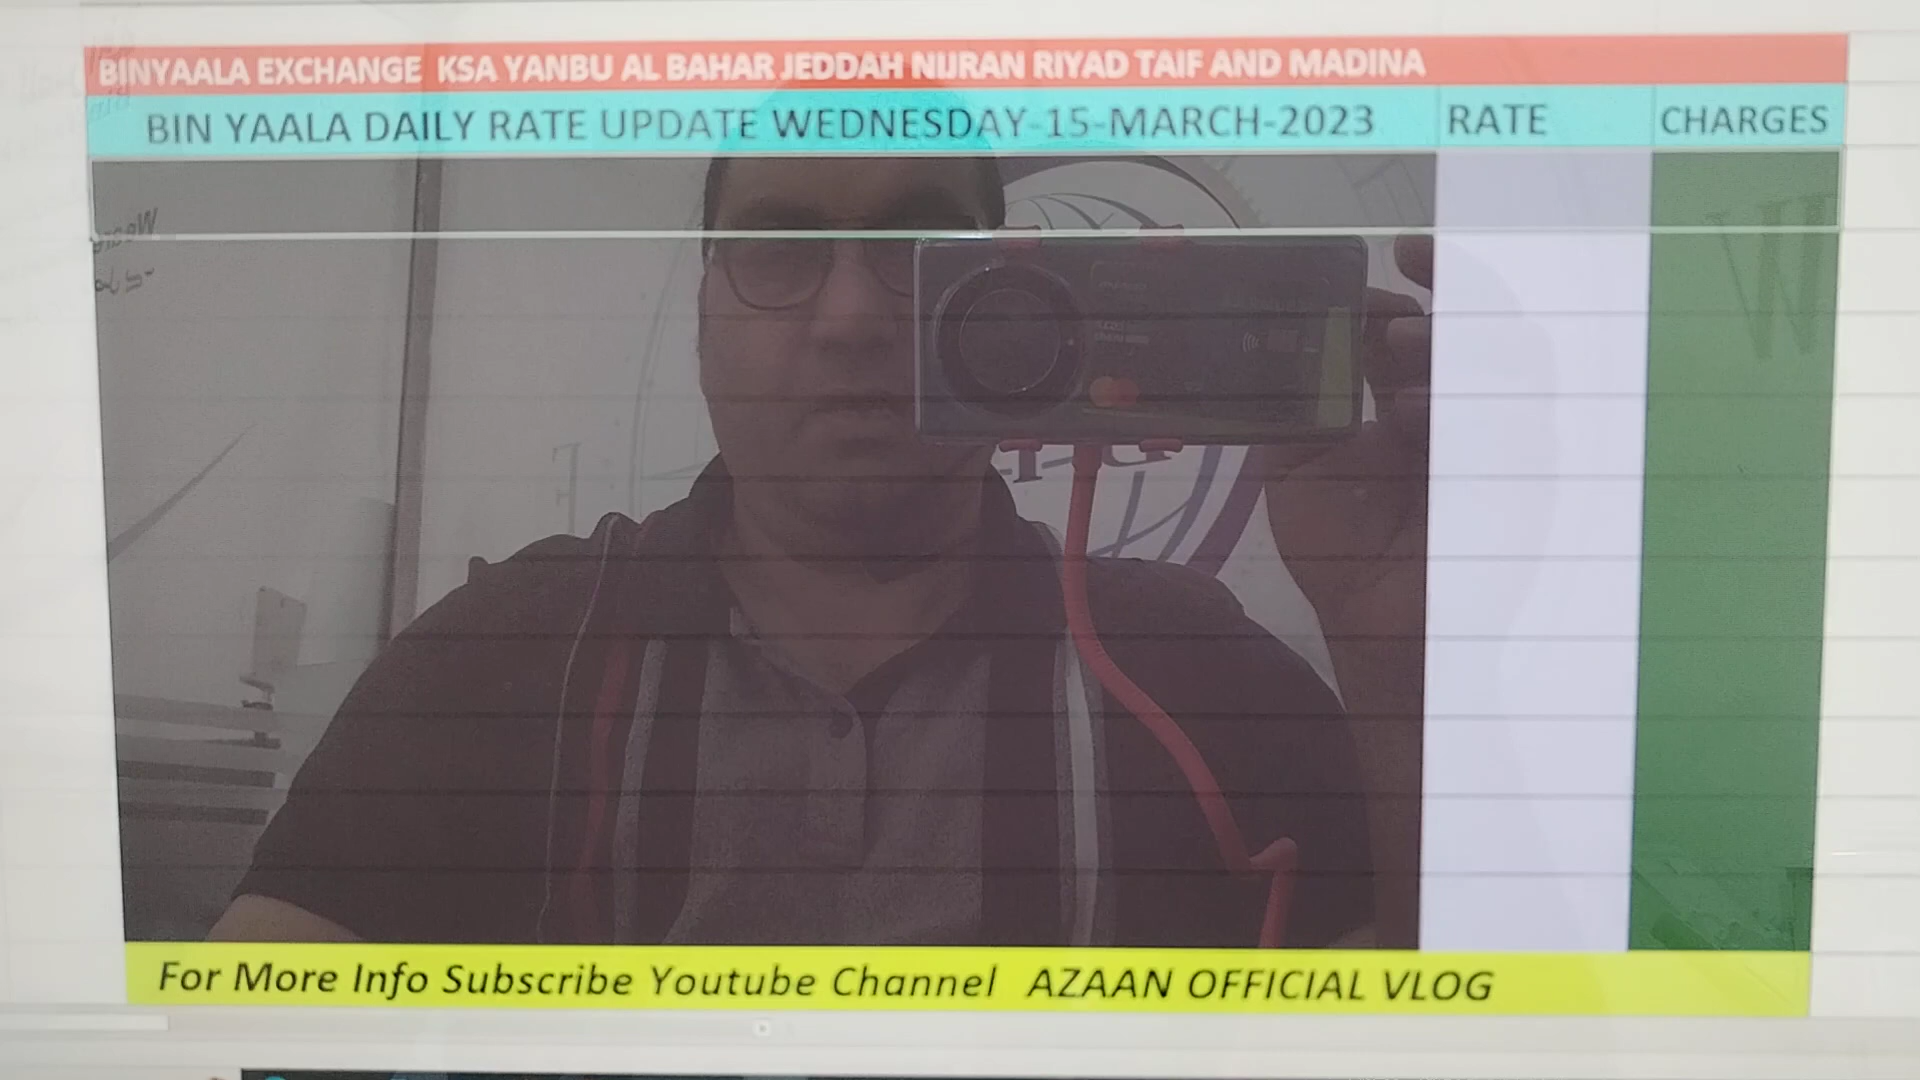 BINYAALA EXCHANGE KSA YANBU AL BAHAR JEDDAH NIJRAN RIYAD TAIF AND MADINA
BIN YAALA DAILY RATE UPDATE WEDNESDAY-15-MARCH-2023 RATE CHARGES
For More Info Subscribe Youtube Channel AZAAN OFFICIAL VLOG